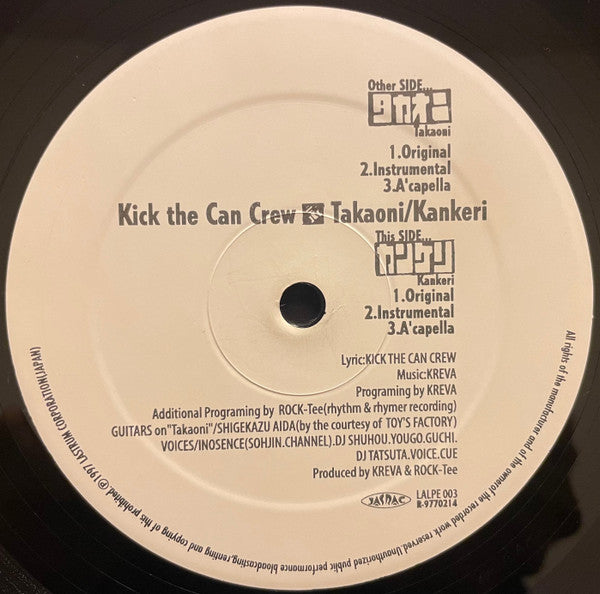 Other SIDE...
タカオニ
Takaoni
1.Original
2.Instrumental
3.A'capella
Kick the Can Crew Takaoni/Kankeri
This SIDE...
カンケリ
Kankeri
1.Original
2.Instrumental
3.A'capella
Lyric:KICK THE CAN CREW
Music:KREVA
Programing by KREVA
Additional Programing by ROCK-Tee(rhythm & rhymer recording)
GUITARS on"Takaoni"/SHIGEKAZU AIDA(by the courtesy of TOY'S FACTORY)
VOICES/INOSENCE(SOHJIN.CHANNEL).DJ SHUHOU.YOUGO.GUCHI.
DJ TATSUTA.VOICE.CUE
Produced by KREVA & ROCK-Tee
LALPE 003
R-9770214
All rights of the manufacturer and of the ownerof the recorded work reserved.Unauthorized public performance bloodcasting,renting and copying of this prohibited.Ⓟ1997 LASTRUM CORPORATION(JAPAN)